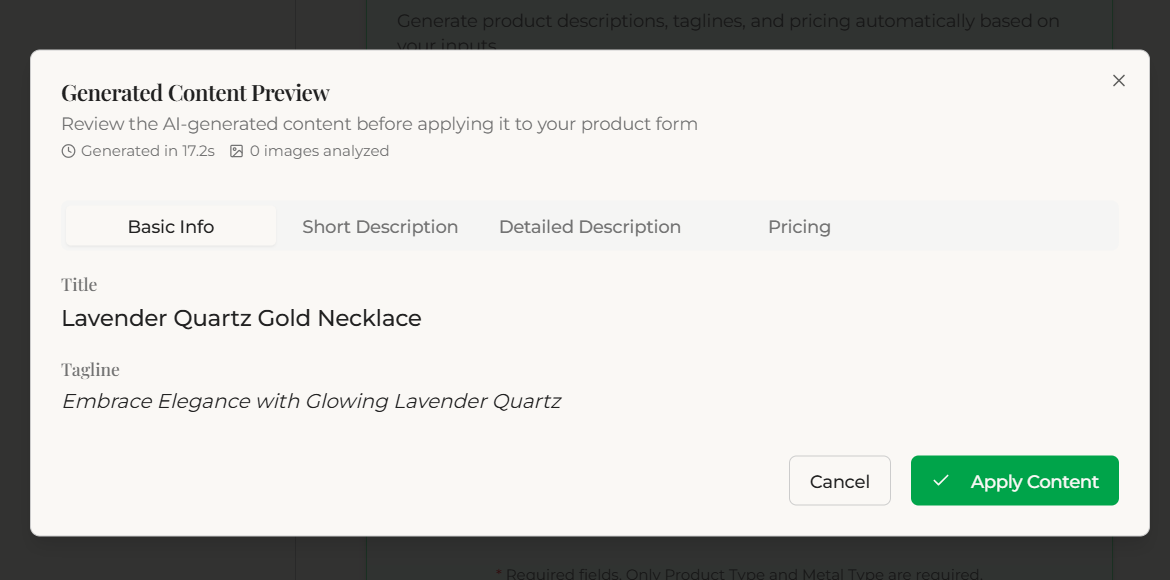 Generate product descriptions, taglines, and pricing automatically based on
your inputs
Generated Content Preview
Review the AI-generated content before applying it to your product form
Generated in 17.2s 0 images analyzed
Basic Info Short Description Detailed Description Pricing
Title
Lavender Quartz Gold Necklace
Tagline
Embrace Elegance with Glowing Lavender Quartz
Cancel Apply Content
* Required fields. Only Product Type and Metal Type are required.